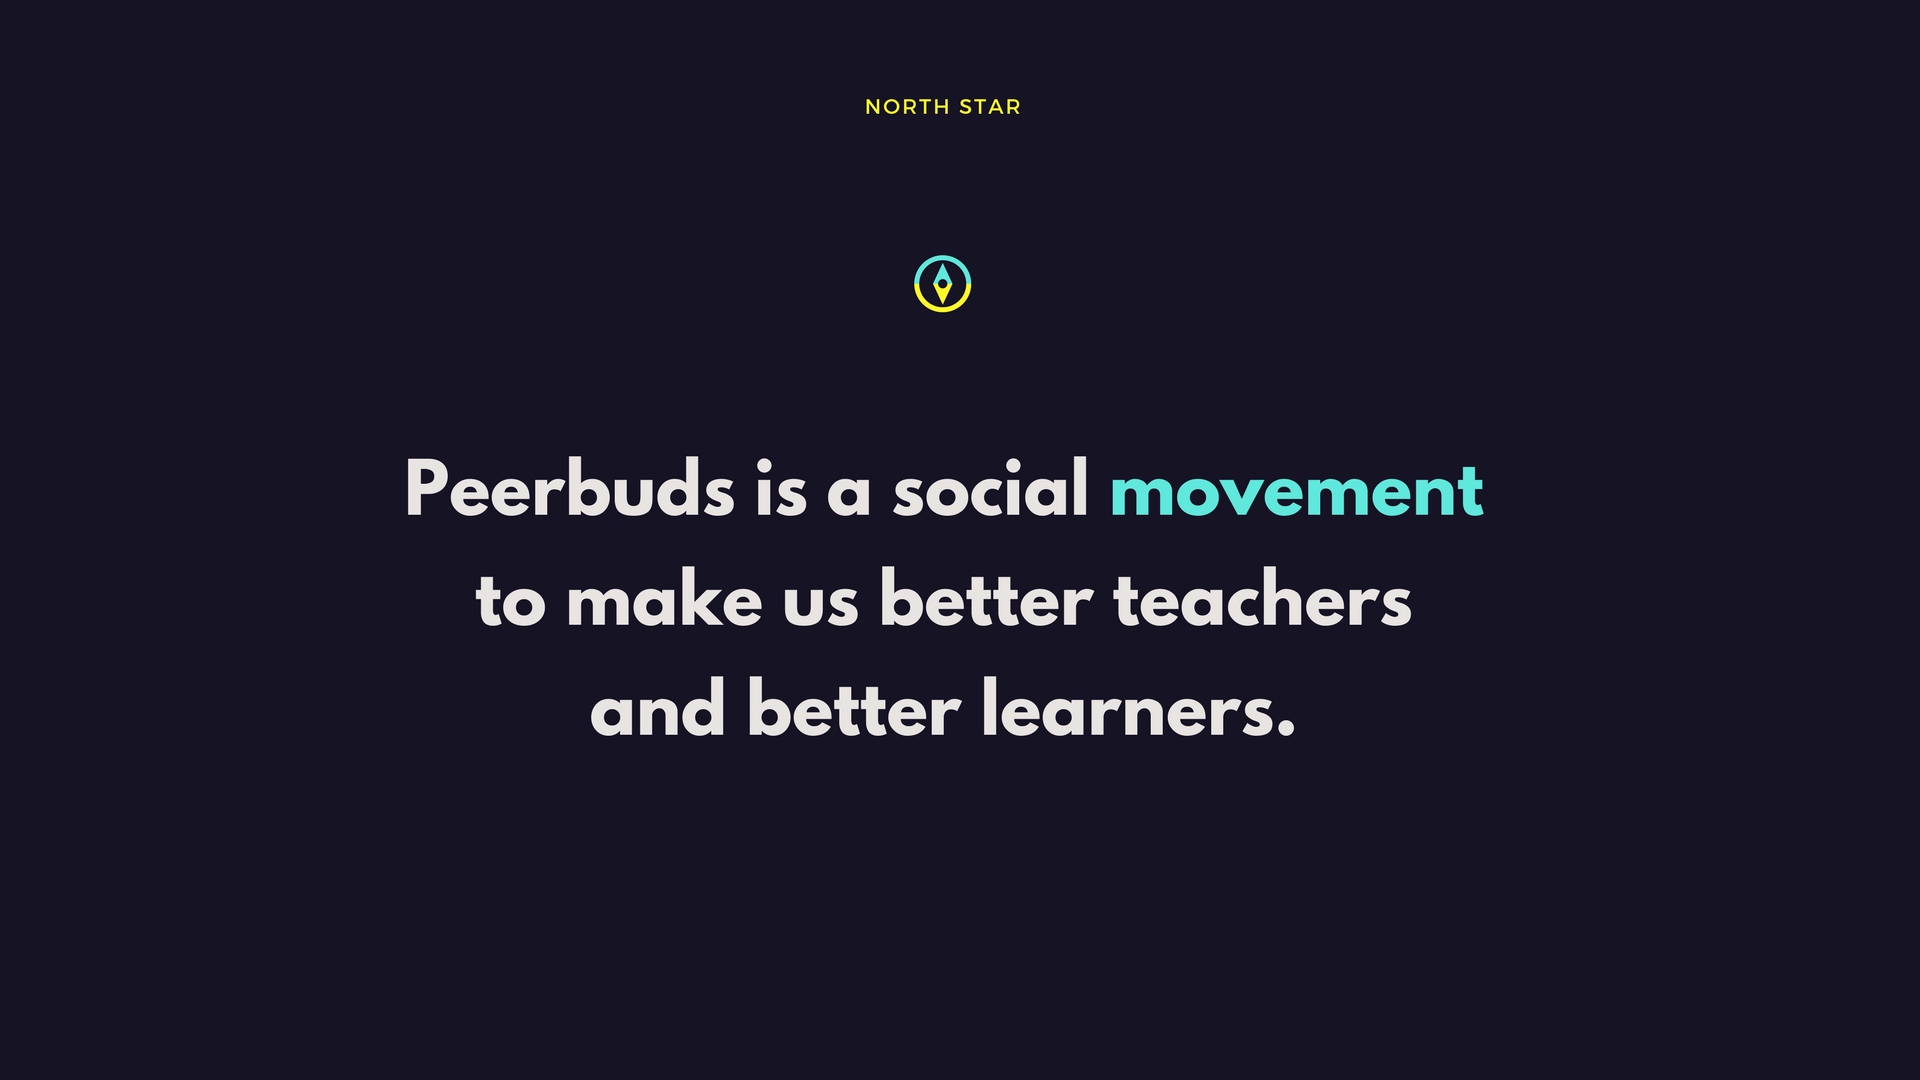 NORTH STAR
Peerbuds is a social movement
to make us better teachers
and better learners.